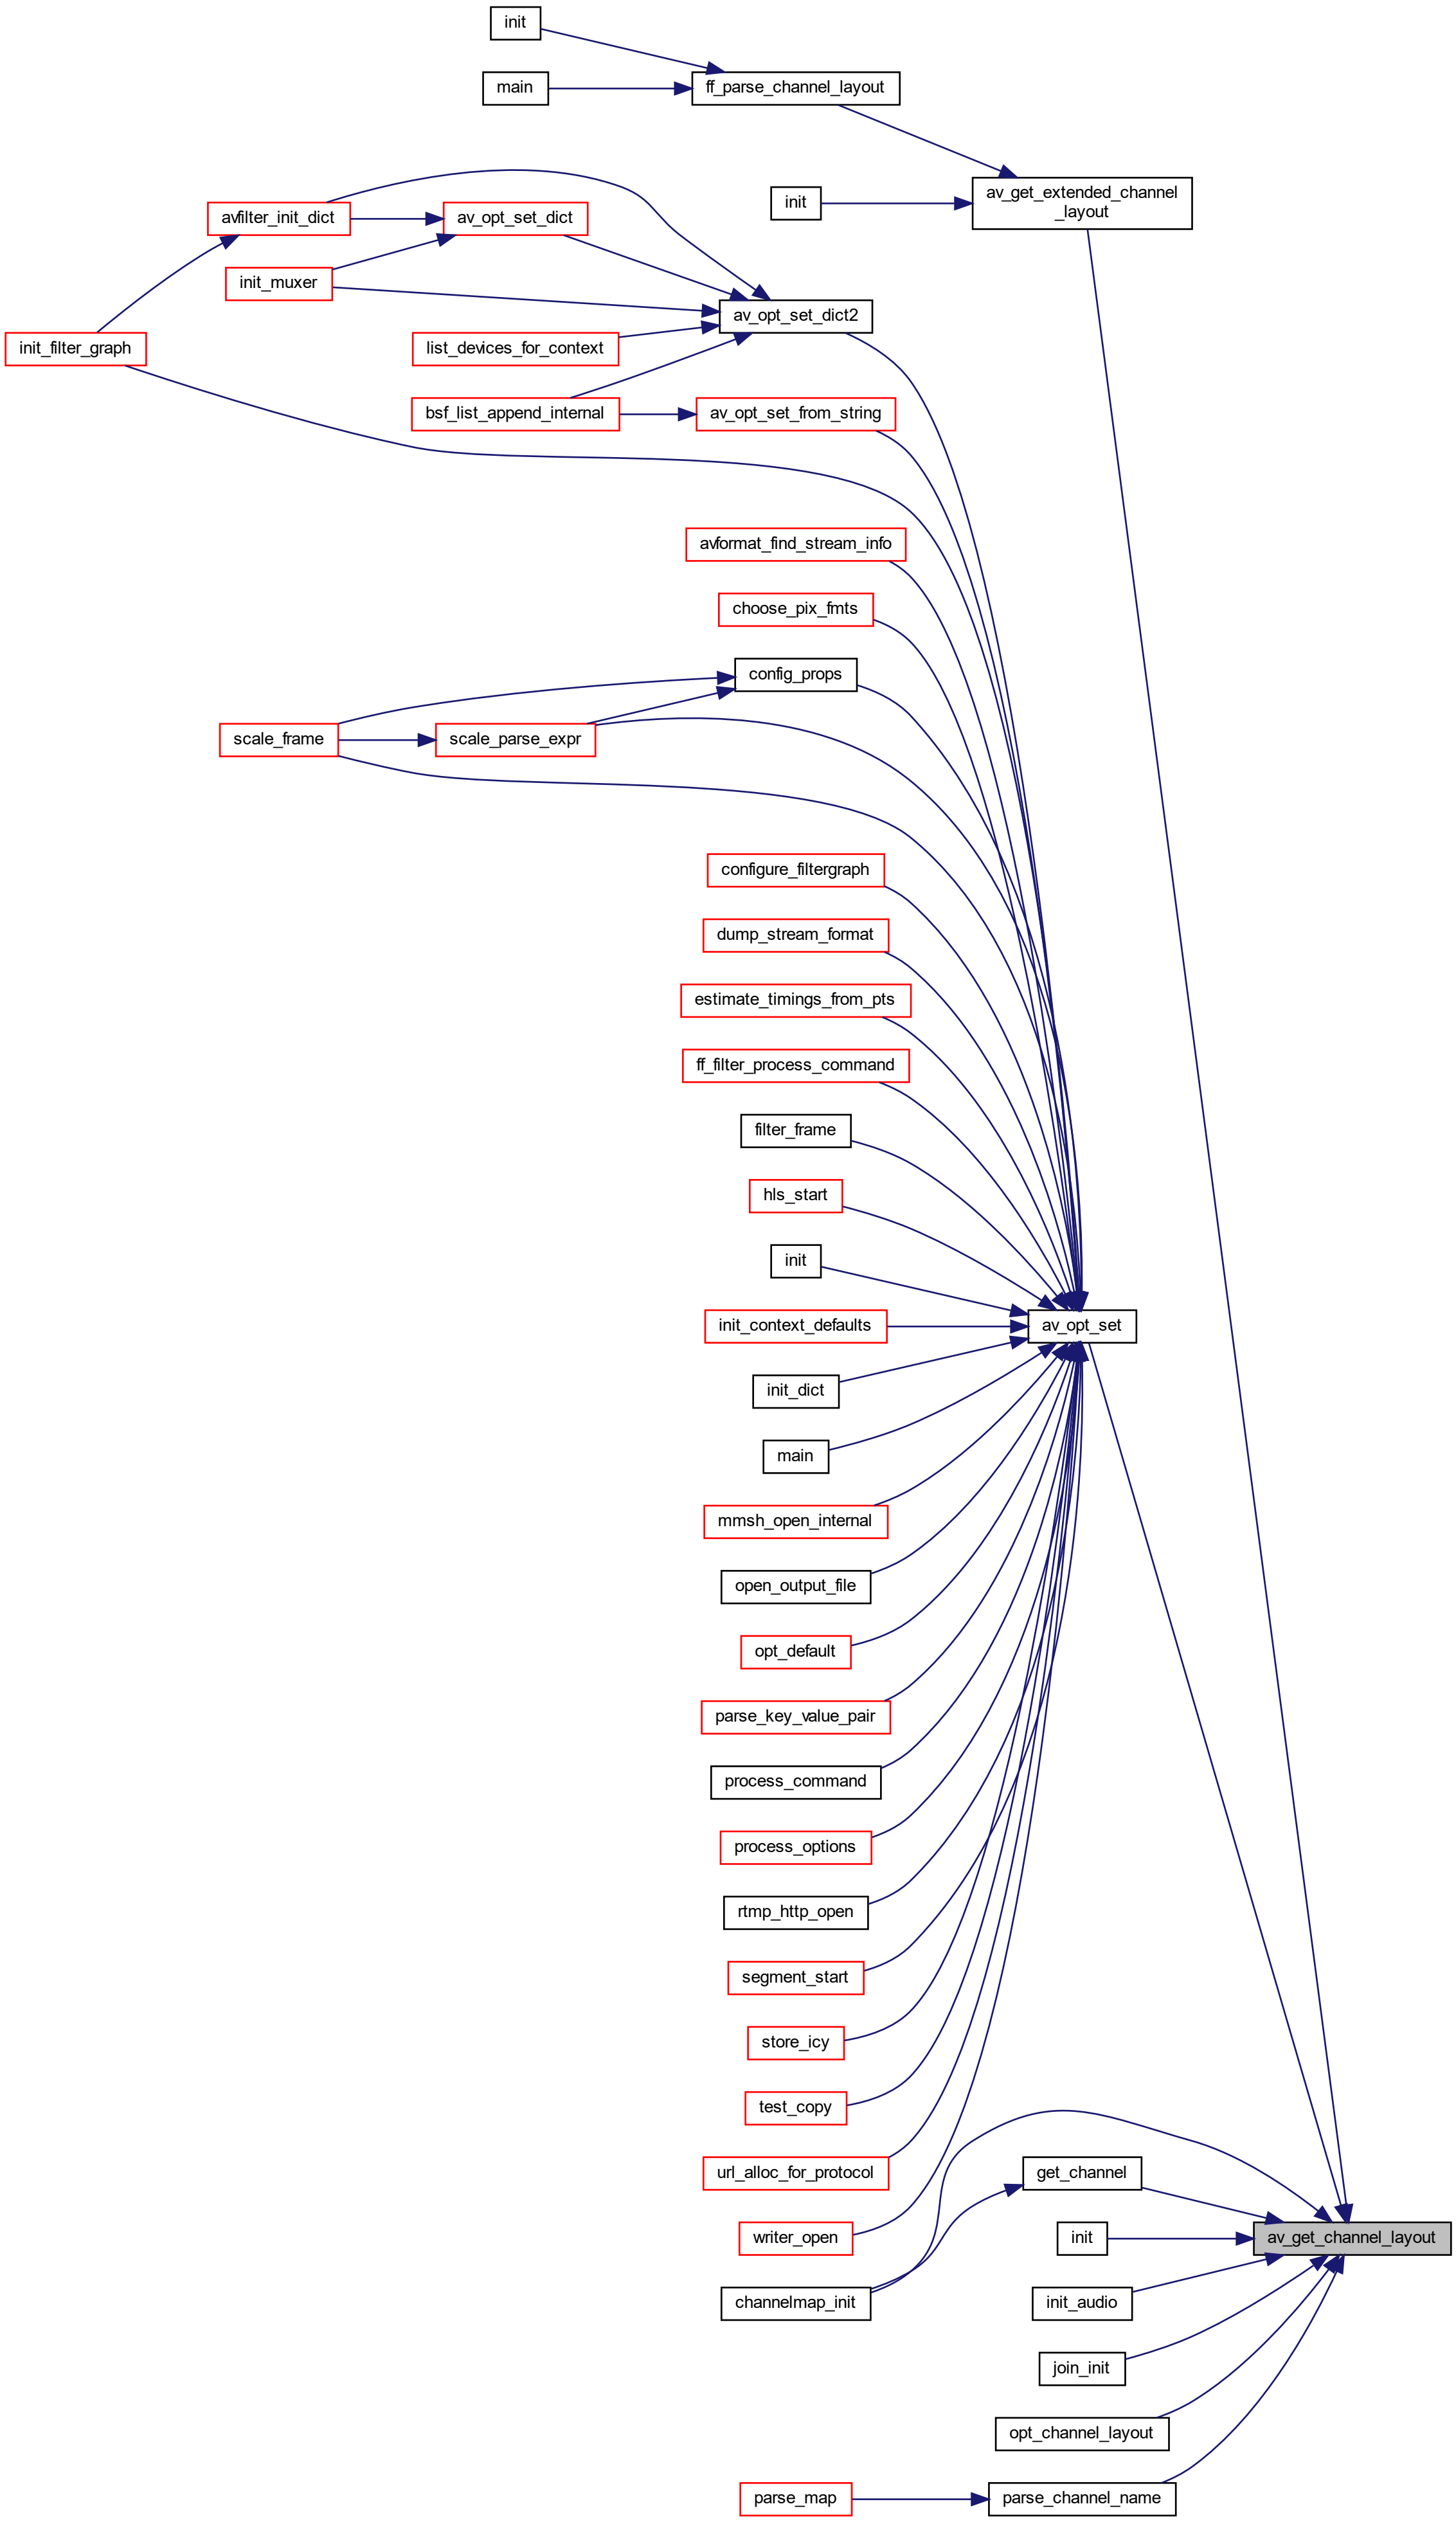 init
main
ff_parse_channel_layout
av_get_extended_channel
_layout
init
avfilter_init_dict
av_opt_set_dict
init_muxer
av_opt_set_dict2
init_filter_graph
list_devices_for_context
bsf_list_append_internal
av_opt_set_from_string
avformat_find_stream_info
choose_pix_fmts
config_props
scale_frame
scale_parse_expr
configure_filtergraph
dump_stream_format
estimate_timings_from_pts
ff_filter_process_command
filter_frame
hls_start
init
init_context_defaults
av_opt_set
init_dict
main
mmsh_open_internal
open_output_file
opt_default
parse_key_value_pair
process_command
process_options
rtmp_http_open
segment_start
store_icy
test_copy
url_alloc_for_protocol
get_channel
writer_open
init
av_get_channel_layout
channelmap_init
init_audio
join_init
opt_channel_layout
parse_map
parse_channel_name